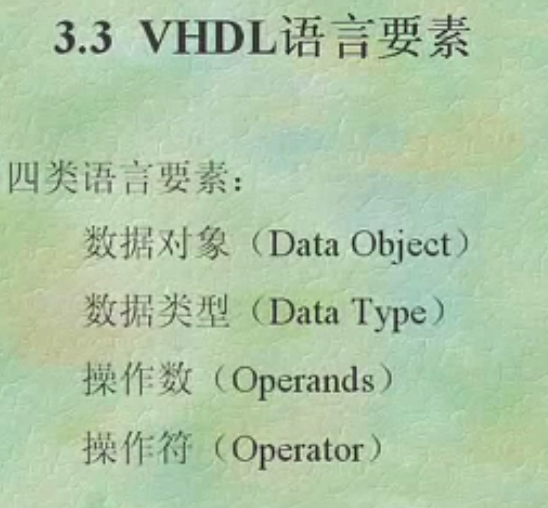 3.3 VHDL语言要素
四类语言要素：
数据对象（Data Object）
数据类型（Data Type）
操作数（Operands）
操作符（Operator）